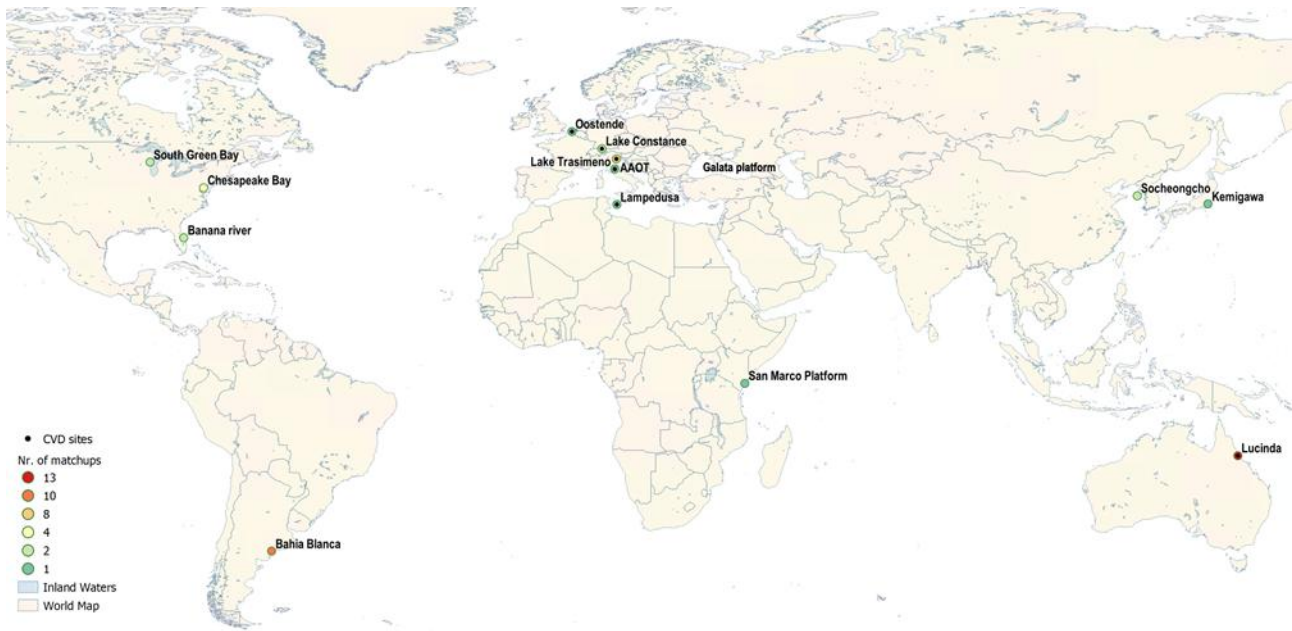 Oostende
Lake Constance
South Green Bay
Lake Trasimeno
AAOT
Galata platform
Chesapeake Bay
Socheongcho
Kemigawa
Lampedusa
Banana river
San Marco Platform
Lucinda
Bahia Blanca
CVD sites
Nr. of matchups
13
10
8
4
2
1
Inland Waters
World Map